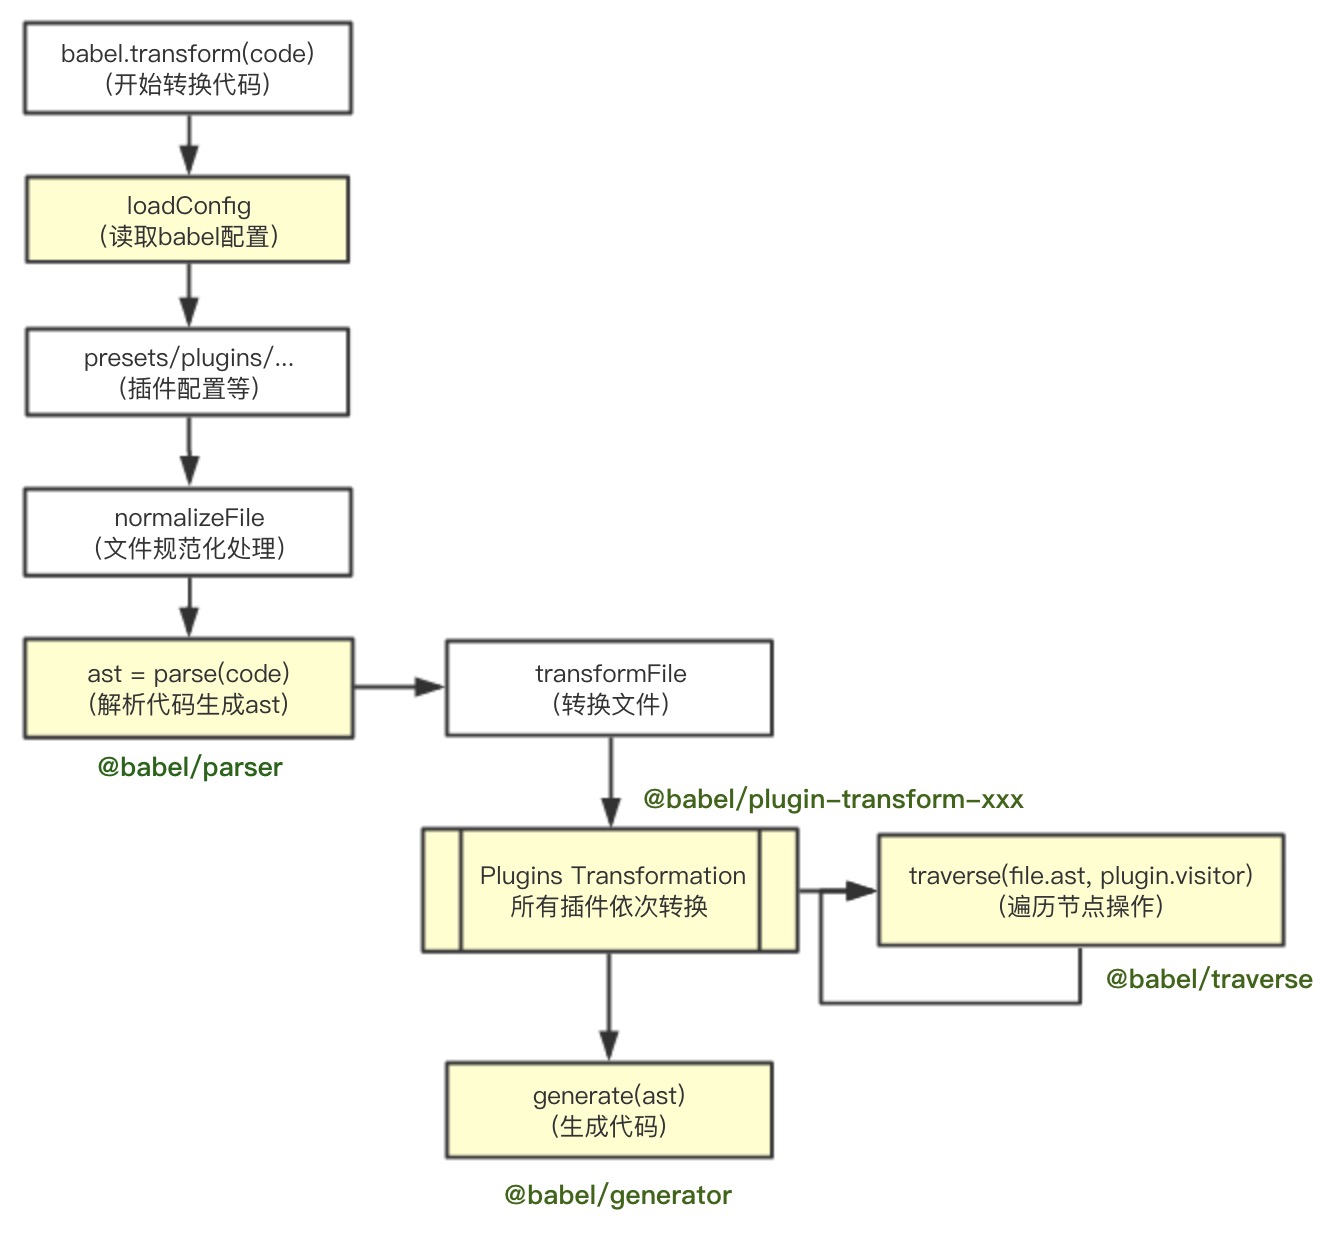 babel.transform(code)
（开始转换代码）
loadConfig
（读取babel配置）
presets/plugins/...
（插件配置等）
normalizeFile
（文件规范化处理）
ast = parse(code)
（解析代码生成ast）
@babel/parser
transformFile
（转换文件）
@babel/plugin-transform-xxx
Plugins Transformation
所有插件依次转换
traverse(file.ast, plugin.visitor)
（遍历节点操作）
@babel/traverse
generate(ast)
（生成代码）
@babel/generator